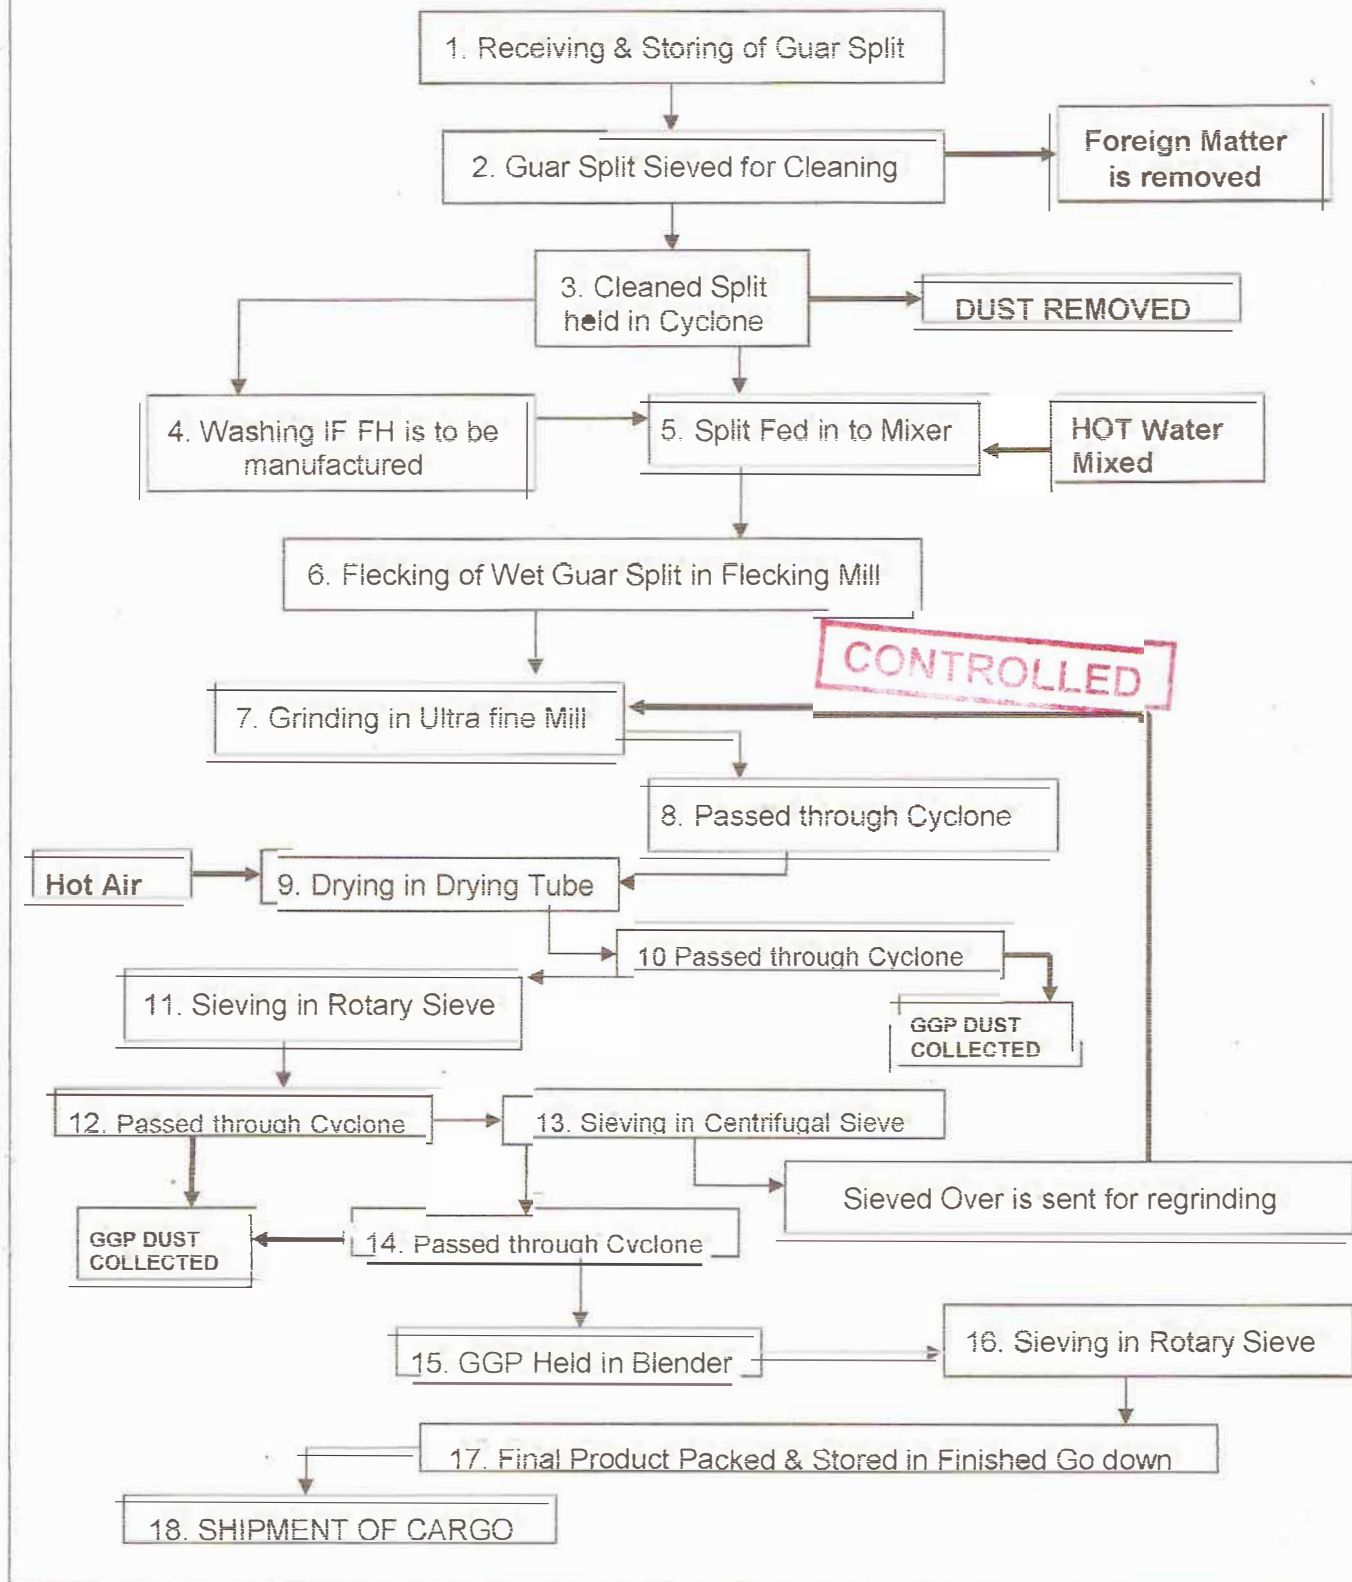 1. Receiving & Storing of Guar Split
2. Guar Split Sieved for Cleaning
Foreign Matter
is removed
3. Cleaned Split
held in Cyclone
DUST REMOVED
4. Washing IF FH is to be
manufactured
5. Split Fed in to Mixer
HOT Water
Mixed
6. Flecking of Wet Guar Split in Flecking Mill
CONTROLLED
7. Grinding in Ultra fine Mill
8. Passed through Cyclone
Hot Air
9. Drying in Drying Tube
10 Passed through Cyclone
11. Sieving in Rotary Sieve
GGP DUST
COLLECTED
12. Passed through Cyclone
13. Sieving in Centrifugal Sieve
Sieved Over is sent for regrinding
GGP DUST
COLLECTED
14. Passed through Cyclone
15. GGP Held in Blender
16. Sieving in Rotary Sieve
17. Final Product Packed & Stored in Finished Go down
18. SHIPMENT OF CARGO